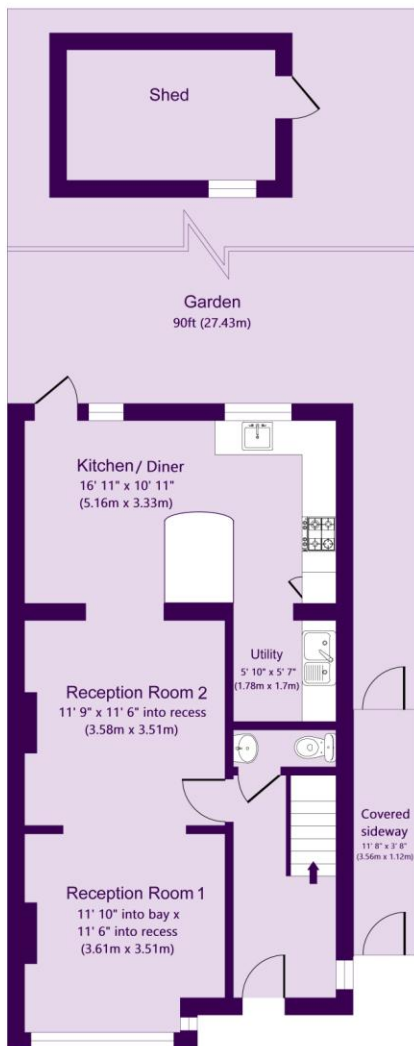 Shed
Garden
90ft (27.43m)
Kitchen/ Diner
16' 11" x 10' 11"
(5.16m x 3.33m)
Utility
5' 10" x 5' 7"
(1.78m x 1.7m)
Reception Room 2
11' 9" x 11' 6" into recess
(3.58m x 3.51m)
Covered
sideway
11' 8" x 3' 8"
(3.56m x 1.12m)
Reception Room 1
11' 10" into bay x
11' 6" into recess
(3.61m x 3.51m)